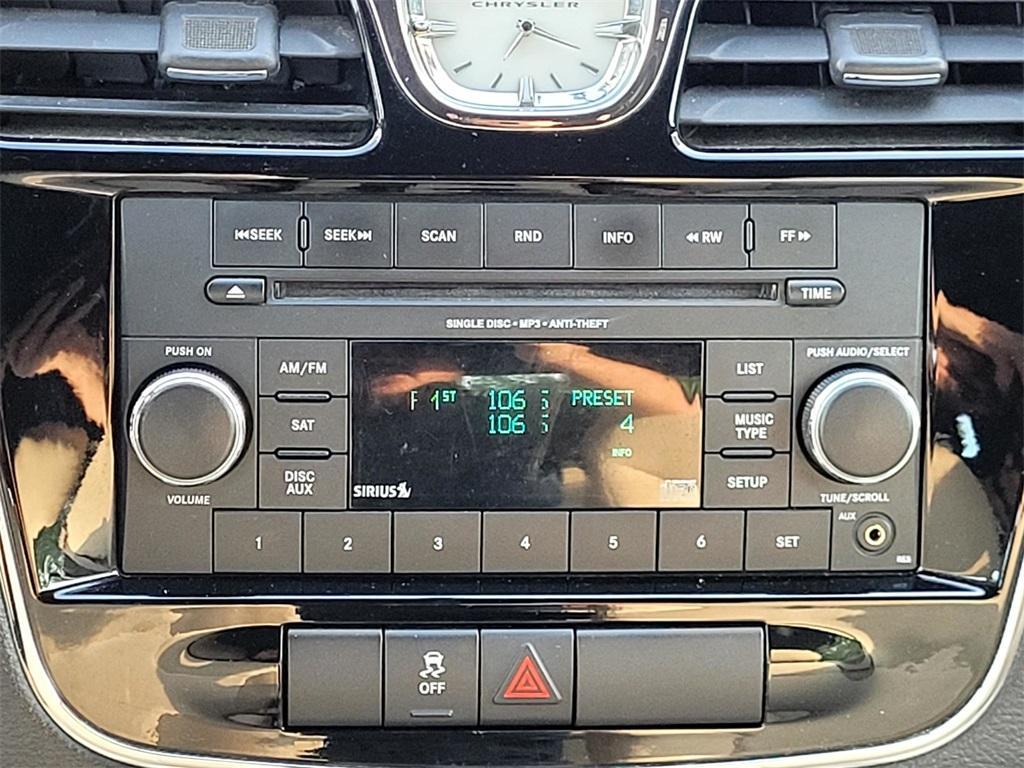 CHRYSLER
SEEK SEEK SCAN RND INFO RW FF
TIME
SINGLE DISC • MP3 • ANTI-THEFT
PUSH ON
AM/FM
LIST
PUSH AUDIO/SELECT
1ST 106 PRESET
106 4
SAT
MUSIC
TYPE
INFO
DISC
AUX
SETUP
SIRIUS
VOLUME
TUNE/SCROLL
AUX
1 2 3 4 5 6 SET
OFF